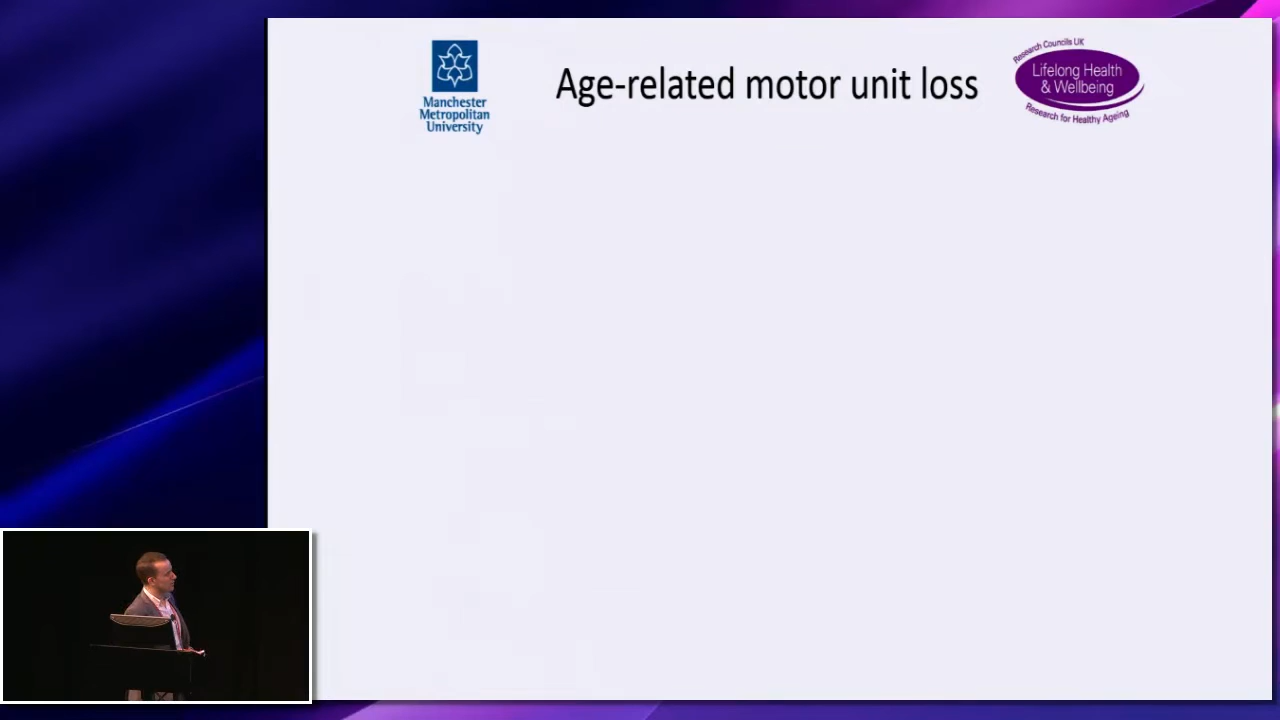 Manchester
Metropolitan
University
Age-related motor unit loss
Research Councils UK
Lifelong Health
& Wellbeing
Research for Healthy Ageing